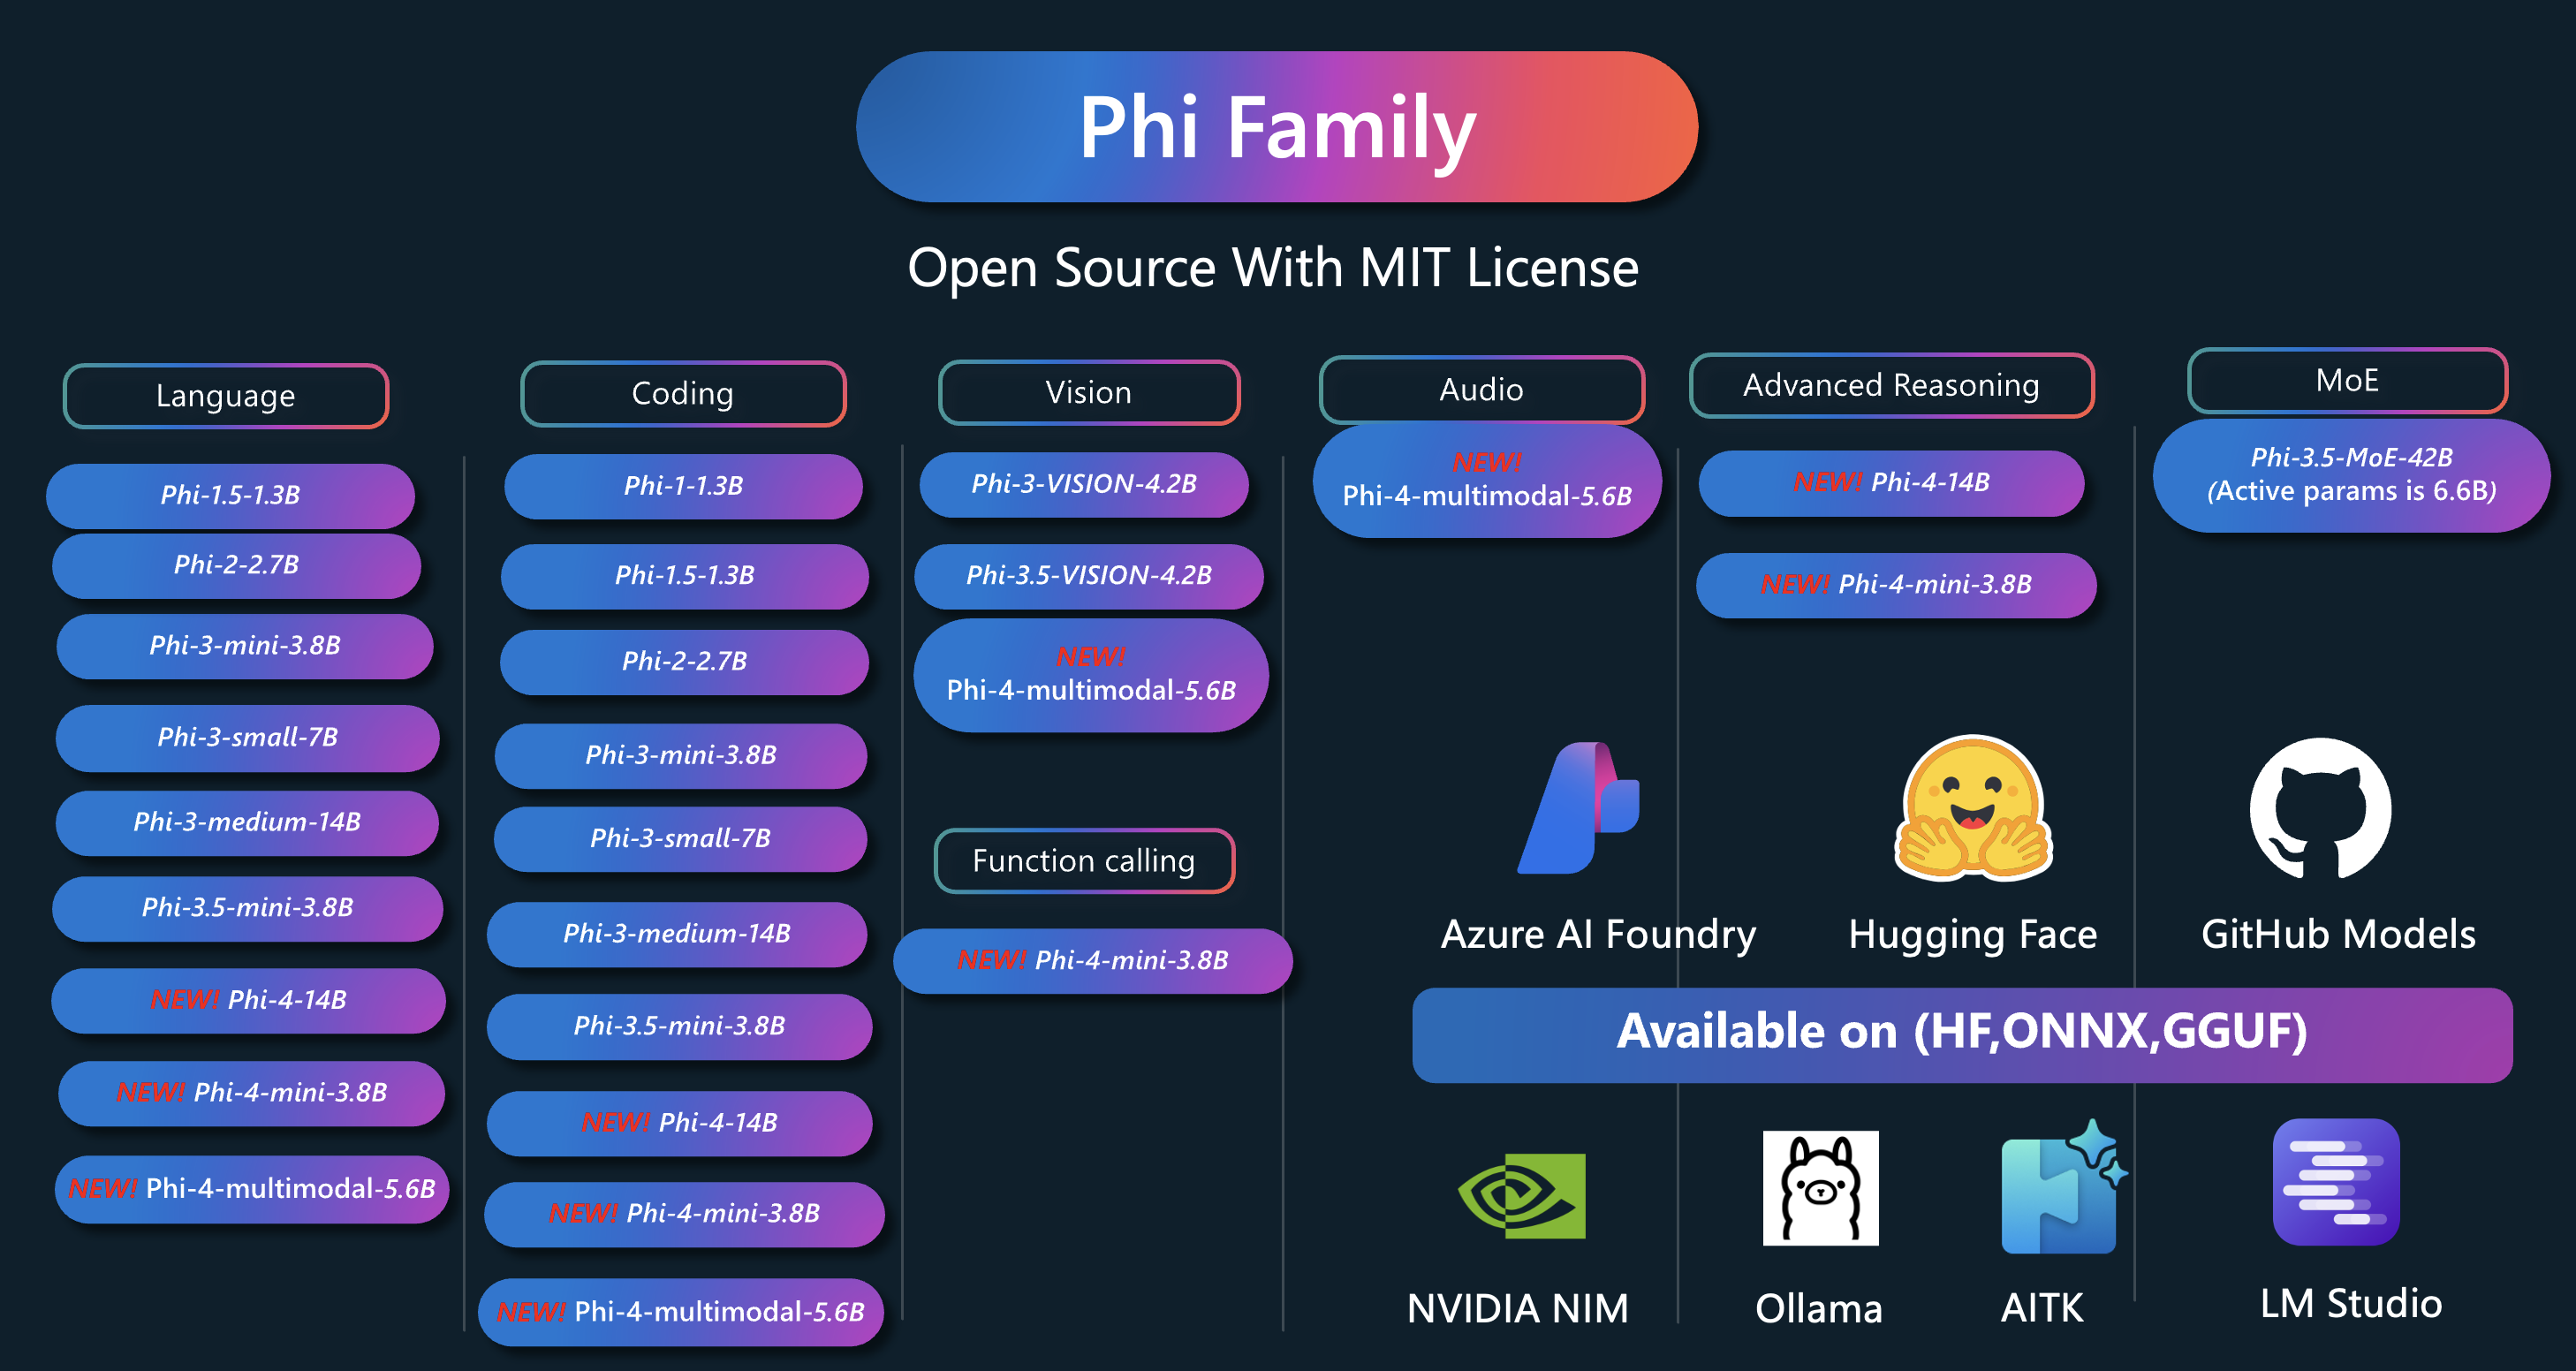 Phi Family
Open Source With MIT License
Language
Phi-1.5-1.3B
Phi-2-2.7B
Phi-3-mini-3.8B
Phi-3-small-7B
Phi-3-medium-14B
Phi-3.5-mini-3.8B
NEW! Phi-4-14B
NEW! Phi-4-mini-3.8B
NEW! Phi-4-multimodal-5.6B
Coding
Phi-1-1.3B
Phi-1.5-1.3B
Phi-2-2.7B
Phi-3-mini-3.8B
Phi-3-small-7B
Phi-3-medium-14B
Phi-3.5-mini-3.8B
NEW! Phi-4-14B
NEW! Phi-4-mini-3.8B
NEW! Phi-4-multimodal-5.6B
Vision
Phi-3-VISION-4.2B
Phi-3.5-VISION-4.2B
NEW!
Phi-4-multimodal-5.6B
Function calling
NEW! Phi-4-mini-3.8B
Audio
NEW!
Phi-4-multimodal-5.6B
Advanced Reasoning
NEW! Phi-4-14B
NEW! Phi-4-mini-3.8B
MoE
Phi-3.5-MoE-42B
(Active params is 6.6B)
Azure AI Foundry
Hugging Face
GitHub Models
Available on (HF,ONNX,GGUF)
NVIDIA NIM
Ollama
AITK
LM Studio